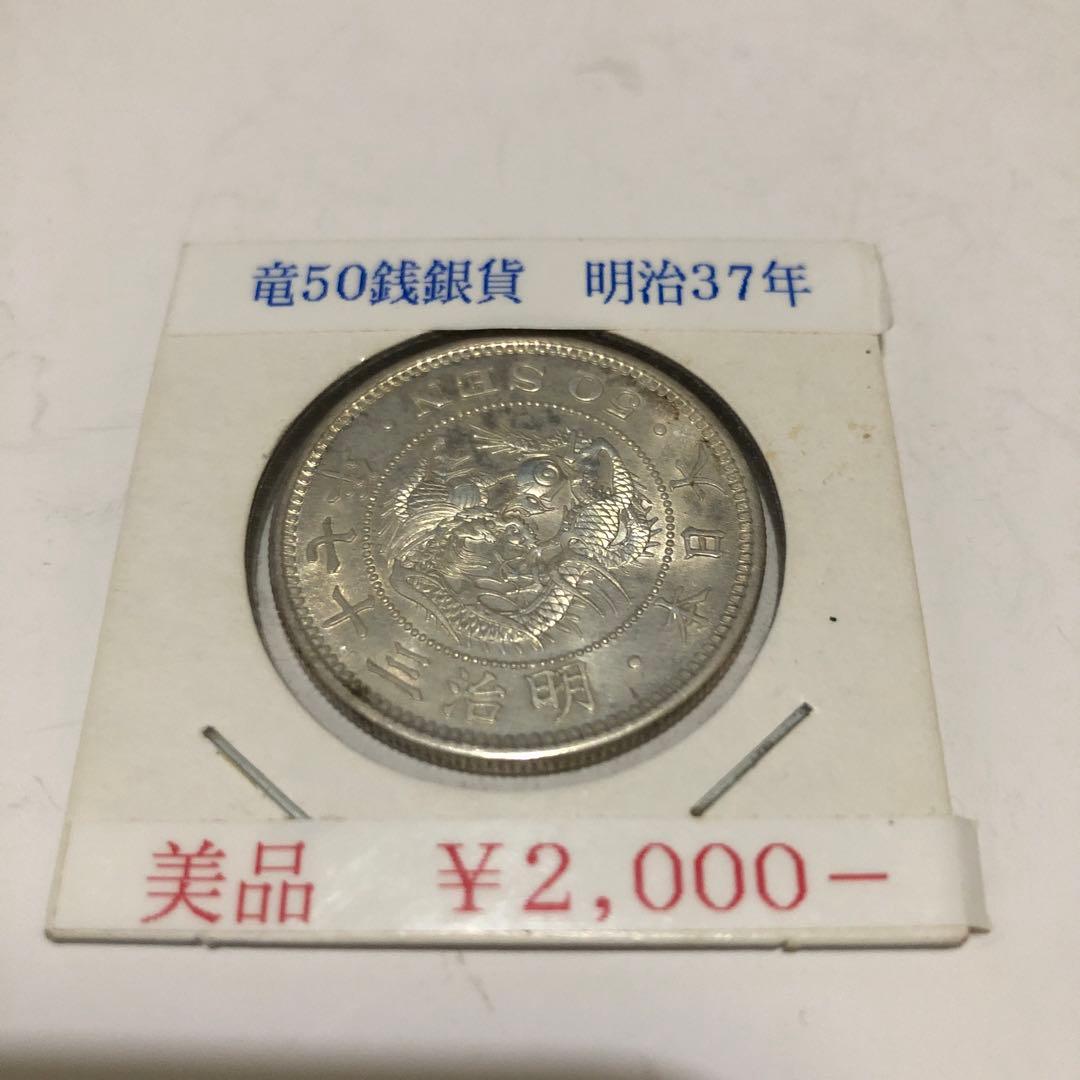 竜50銭銀貨 明治37年
大日本・明治三十七年・50 SEN・
美品 ¥2,000-